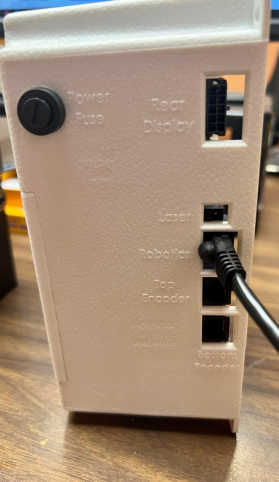 Power
Fuse
Rear
Display
Laser
Robotics
Top
Encoder
Bottom
Encoder